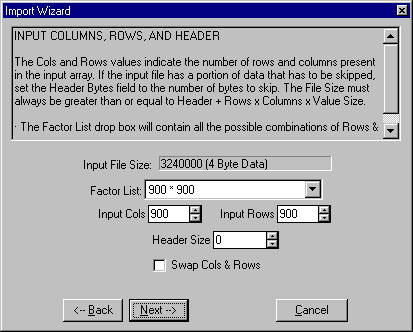 Import Wizard
INPUT COLUMNS, ROWS, AND HEADER
The Cols and Rows values indicate the number of rows and columns present
in the input array. If the input file has a portion of data that has to be skipped,
set the Header Bytes field to the number of bytes to skip. The File Size must
always be greater than or equal to Header + Rows x Columns x Value Size.
· The Factor List drop box will contain all the possible combinations of Rows &
Input File Size: 3240000 (4 Byte Data)
Factor List: 900 * 900
Input Cols 900 Input Rows 900
Header Size 0
Swap Cols & Rows
<-- Back Next --> Cancel